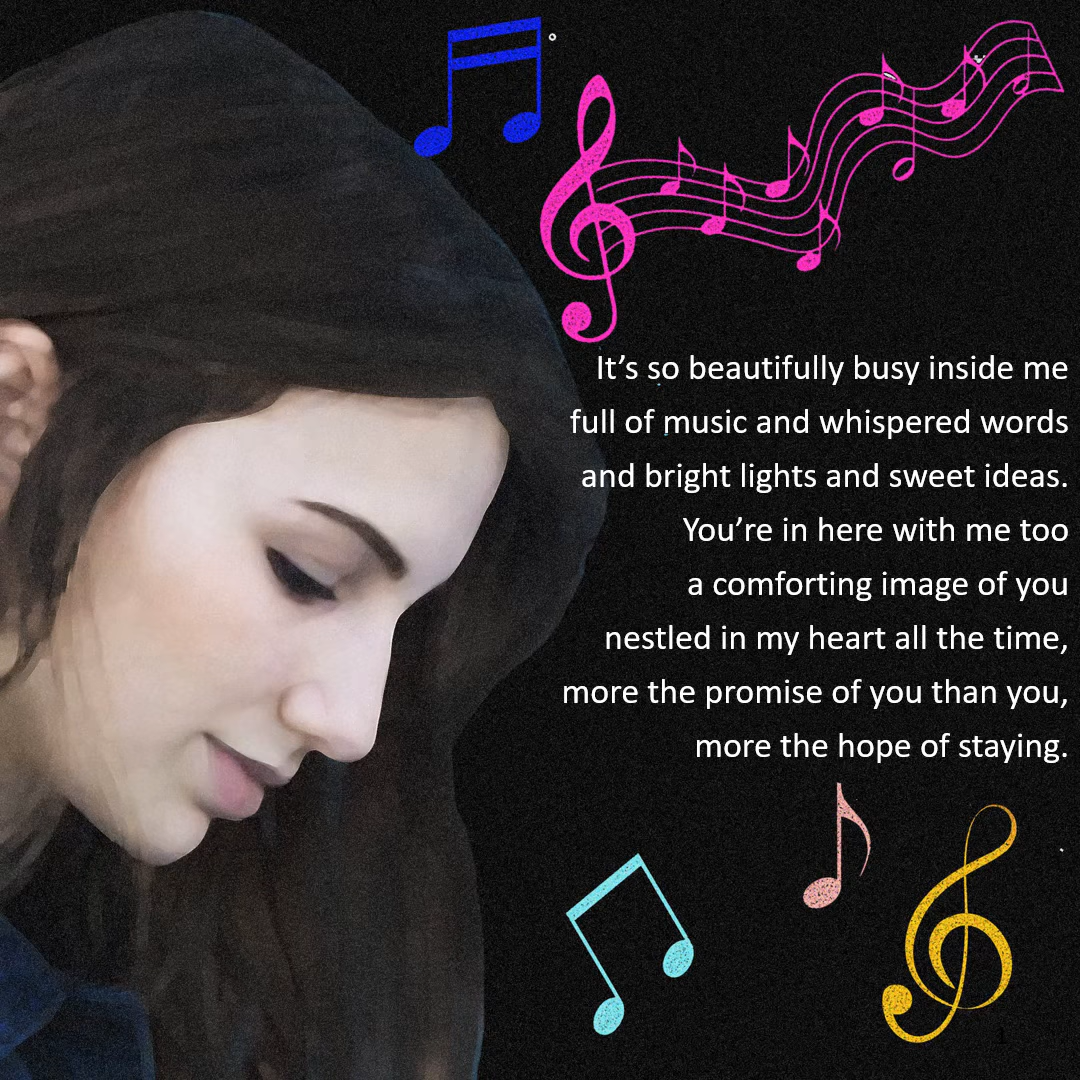 It’s so beautifully busy inside me
full of music and whispered words
and bright lights and sweet ideas.
You’re in here with me too
a comforting image of you
nestled in my heart all the time,
more the promise of you than you,
more the hope of staying.
1